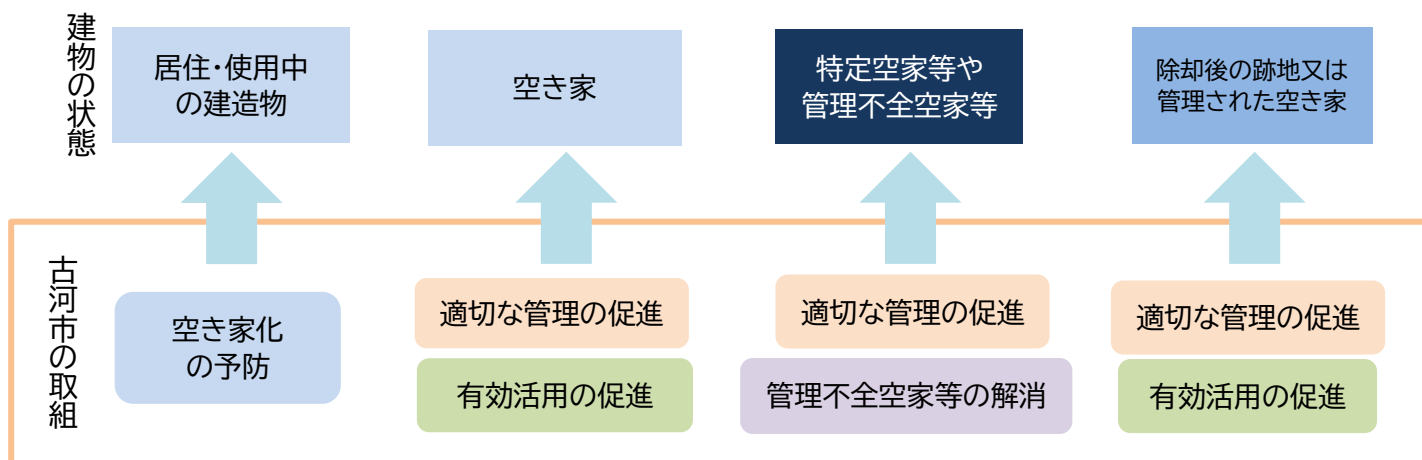 建物の状態
居住・使用中
の建造物
空き家
特定空家等や
管理不全空家等
除却後の跡地又は
管理された空き家
古河市の取組
空き家化
の予防
適切な管理の促進
有効活用の促進
適切な管理の促進
管理不全空家等の解消
適切な管理の促進
有効活用の促進